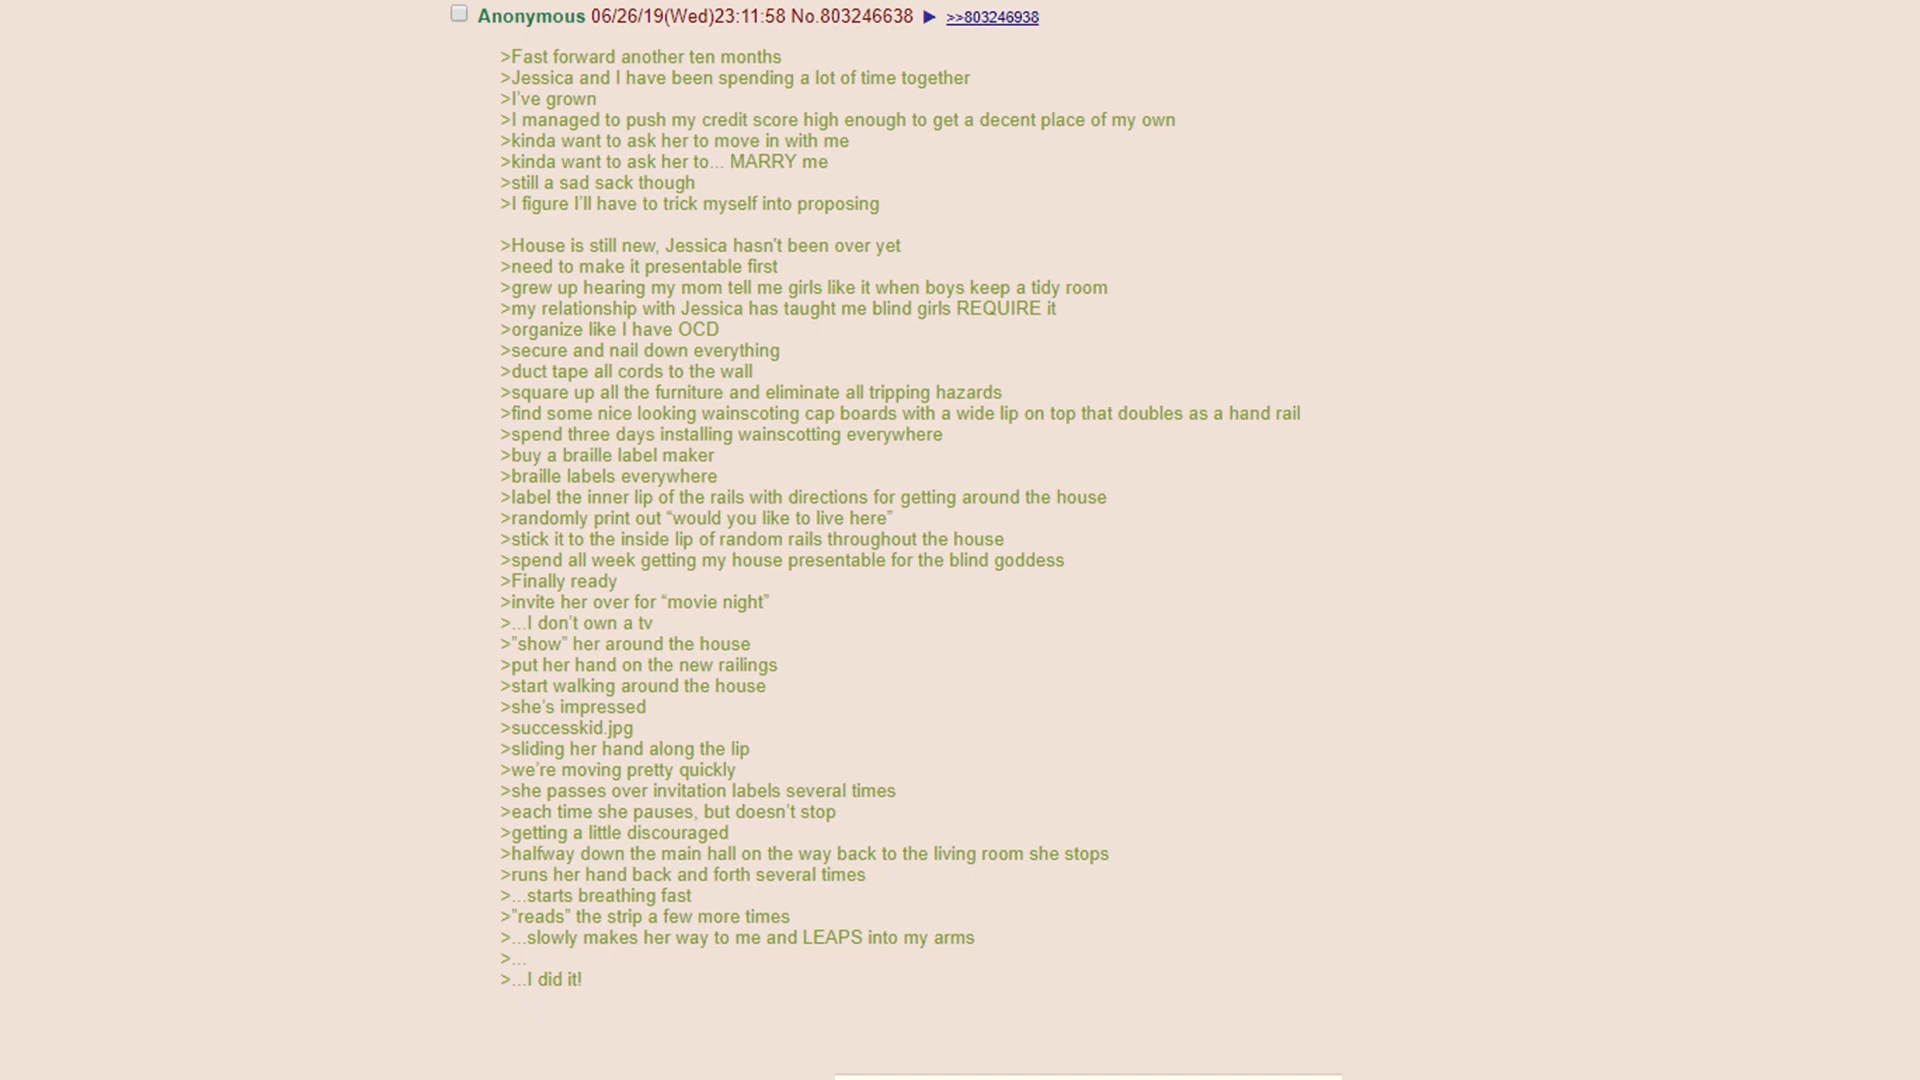 Anonymous 06/26/19(Wed)23:11:58 No.803246638 ▶ >>803246938
>Fast forward another ten months
>Jessica and I have been spending a lot of time together
>I've grown
>I managed to push my credit score high enough to get a decent place of my own
>kinda want to ask her to move in with me
>kinda want to ask her to... MARRY me
>still a sad sack though
>I figure I'll have to trick myself into proposing
>House is still new, Jessica hasn't been over yet
>need to make it presentable first
>grew up hearing my mom tell me girls like it when boys keep a tidy room
>my relationship with Jessica has taught me blind girls REQUIRE it
>organize like I have OCD
>secure and nail down everything
>duct tape all cords to the wall
>square up all the furniture and eliminate all tripping hazards
>find some nice looking wainscoting cap boards with a wide lip on top that doubles as a hand rail
>spend three days installing wainscotting everywhere
>buy a braille label maker
>braille labels everywhere
>label the inner lip of the rails with directions for getting around the house
>randomly print out “would you like to live here”
>stick it to the inside lip of random rails throughout the house
>spend all week getting my house presentable for the blind goddess
>Finally ready
>invite her over for “movie night”
>...I don't own a tv
>”show” her around the house
>put her hand on the new railings
>start walking around the house
>she's impressed
>successkid.jpg
>sliding her hand along the lip
>we're moving pretty quickly
>she passes over invitation labels several times
>each time she pauses, but doesn't stop
>getting a little discouraged
>halfway down the main hall on the way back to the living room she stops
>runs her hand back and forth several times
>...starts breathing fast
>”reads” the strip a few more times
>...slowly makes her way to me and LEAPS into my arms
>...
>...I did it!